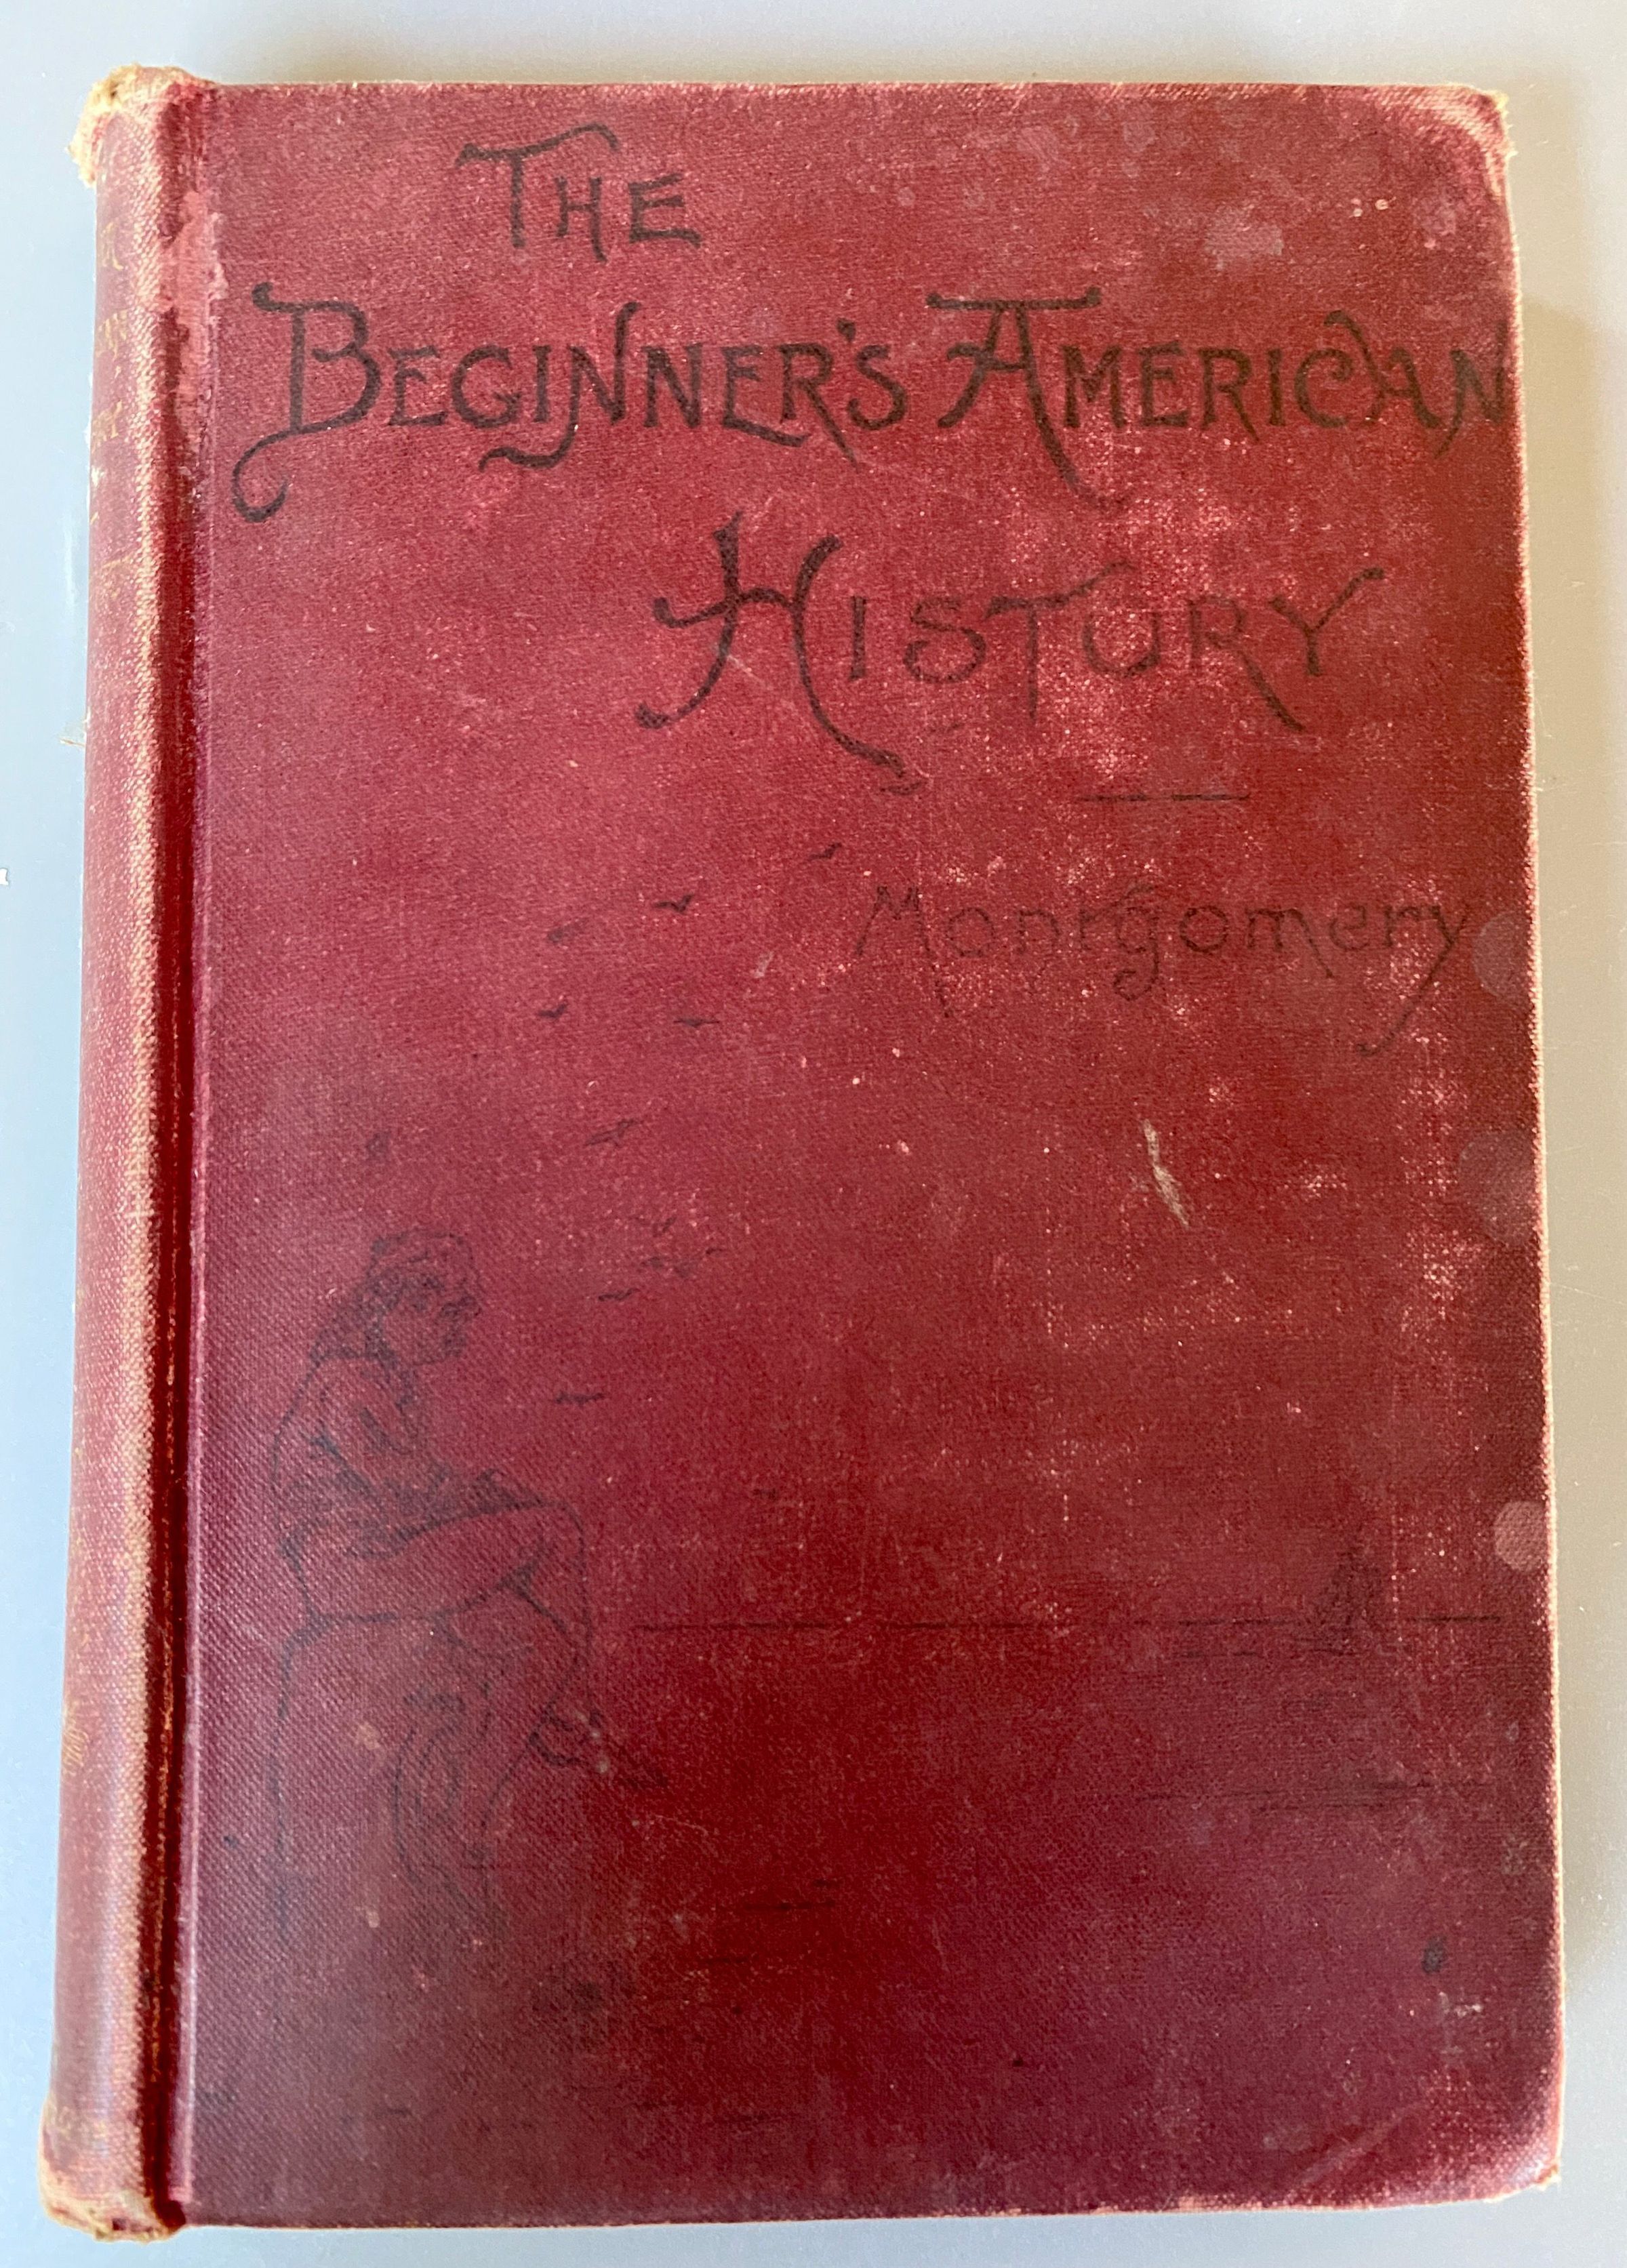 THE
BEGINNER'S AMERICAN
HISTORY
Montgomery